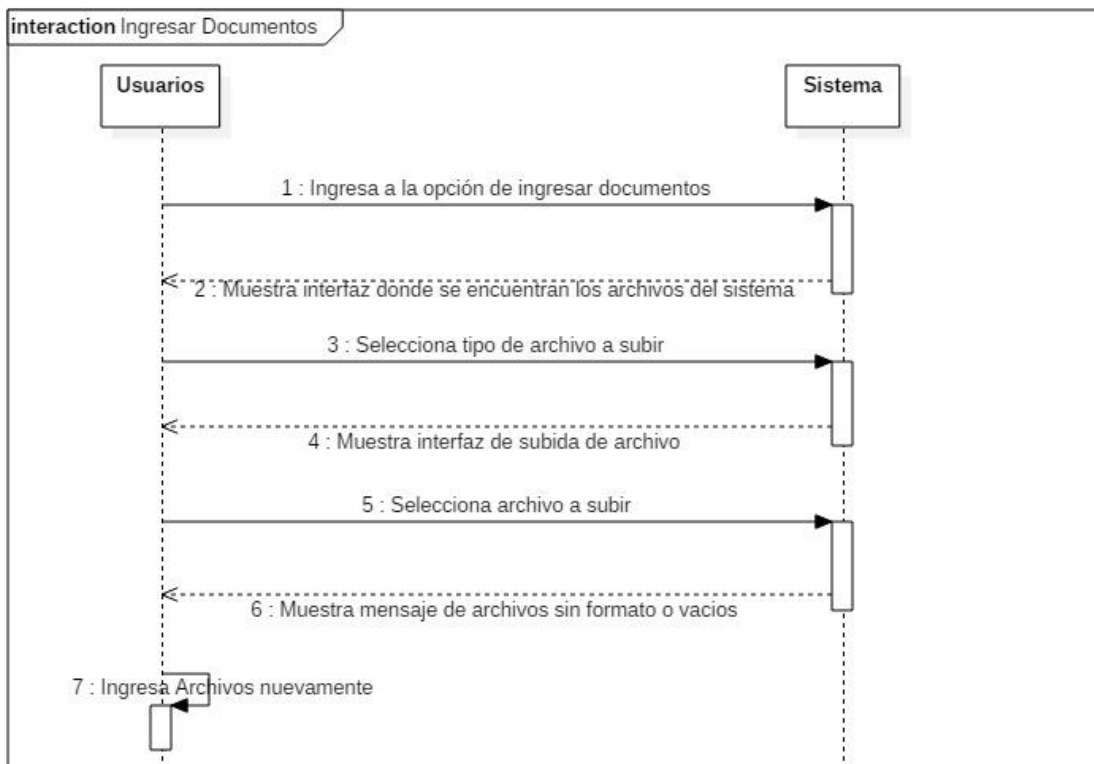 interaction Ingresar Documentos
Usuarios
Sistema
1 : Ingresa a la opción de ingresar documentos
2 : Muestra interfaz donde se encuentran los archivos del sistema
3 : Selecciona tipo de archivo a subir
4 : Muestra interfaz de subida de archivo
5 : Selecciona archivo a subir
6 : Muestra mensaje de archivos sin formato o vacios
7 : Ingresa Archivos nuevamente